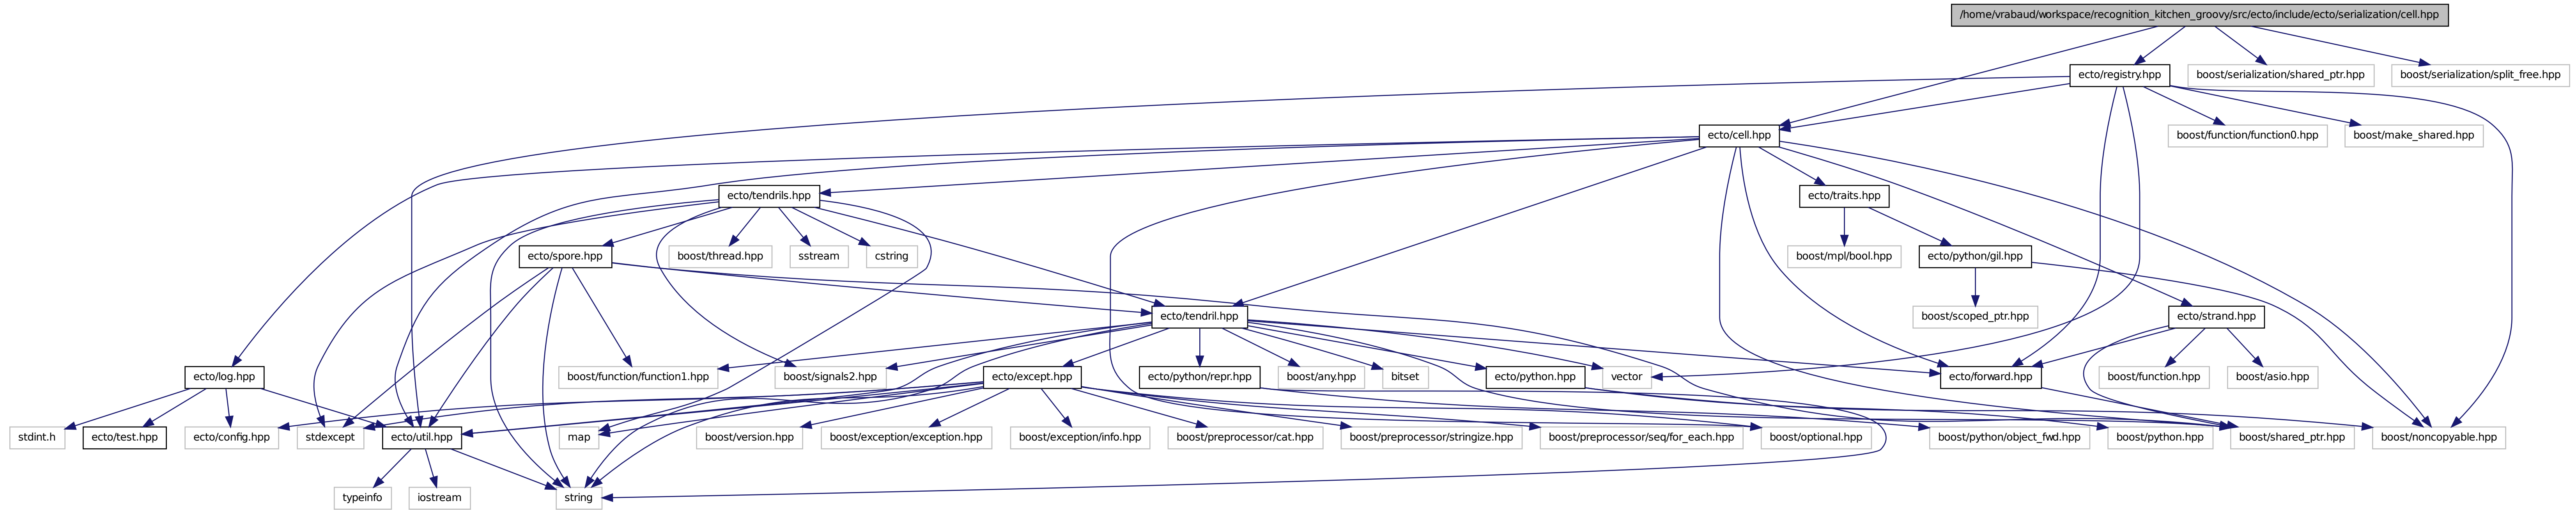 /home/vrabaud/workspace/recognition_kitchen_groovy/src/ecto/include/ecto/serialization/cell.hpp
ecto/registry.hpp
boost/serialization/shared_ptr.hpp
boost/serialization/split_free.hpp
ecto/cell.hpp
boost/function/function0.hpp
boost/make_shared.hpp
ecto/tendrils.hpp
ecto/traits.hpp
ecto/spore.hpp
boost/thread.hpp
sstream
cstring
boost/mpl/bool.hpp
ecto/python/gil.hpp
ecto/tendril.hpp
boost/scoped_ptr.hpp
ecto/strand.hpp
ecto/log.hpp
boost/function/function1.hpp
boost/signals2.hpp
ecto/except.hpp
ecto/python/repr.hpp
boost/any.hpp
bitset
ecto/python.hpp
vector
ecto/forward.hpp
boost/function.hpp
boost/asio.hpp
stdint.h
ecto/test.hpp
ecto/config.hpp
stdexcept
ecto/util.hpp
map
boost/version.hpp
boost/exception/exception.hpp
boost/exception/info.hpp
boost/preprocessor/cat.hpp
boost/preprocessor/stringize.hpp
boost/preprocessor/seq/for_each.hpp
boost/optional.hpp
boost/python/object_fwd.hpp
boost/python.hpp
boost/shared_ptr.hpp
boost/noncopyable.hpp
typeinfo
iostream
string